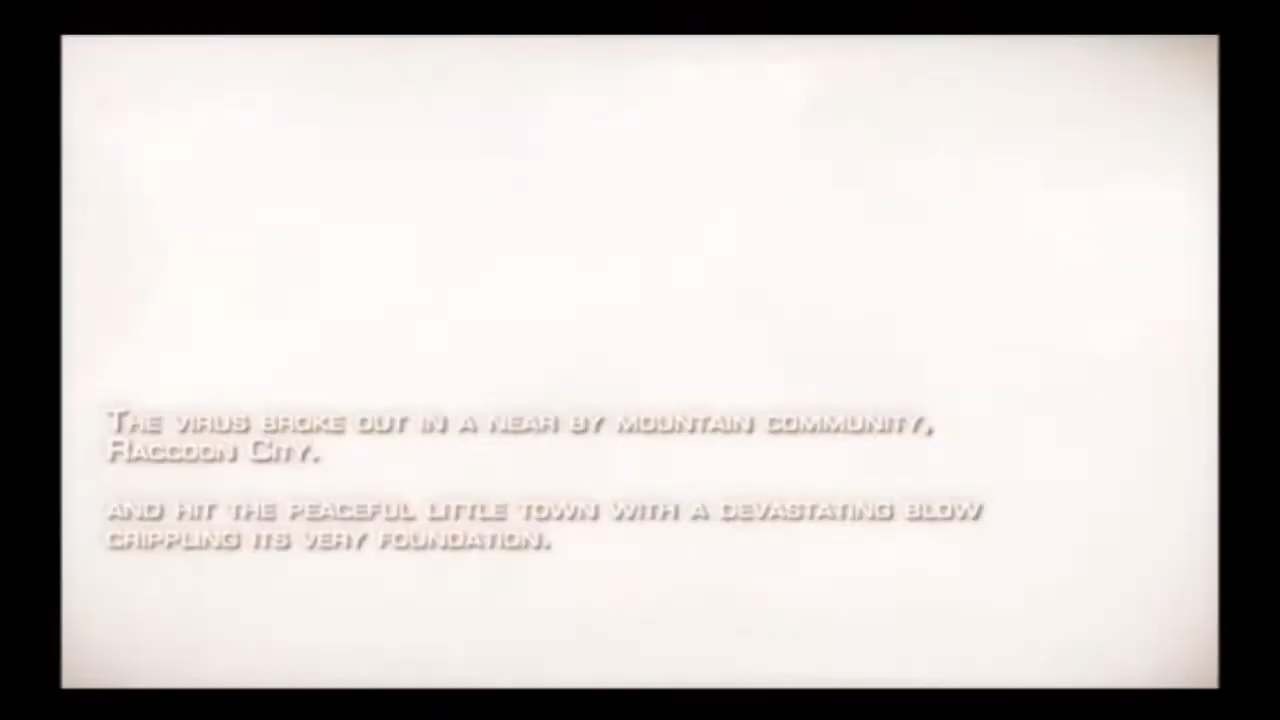 The virus broke out in a near by mountain community,
Raccoon City.
and hit the peaceful little town with a devastating blow
crippling its very foundation.